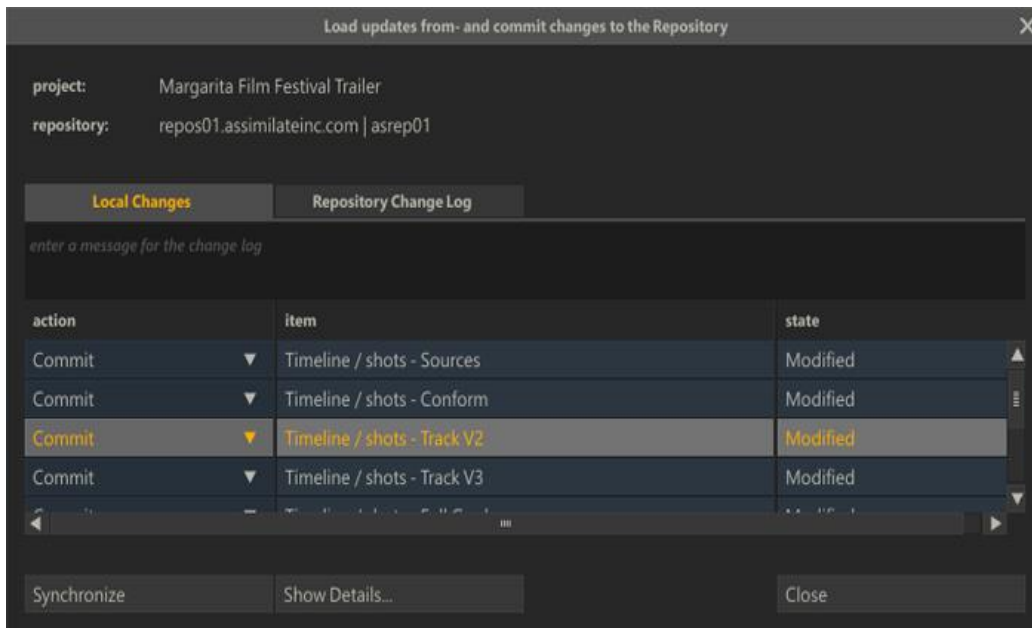 Load updates from- and commit changes to the Repository
project: Margarita Film Festival Trailer
repository: repos01.assimilateinc.com | asrep01
Local Changes Repository Change Log
enter a message for the change log
action item state
Commit Timeline / shots - Sources Modified
Commit Timeline / shots - Conform Modified
Commit Timeline / shots - Track V2 Modified
Commit Timeline / shots - Track V3 Modified
Synchronize Show Details... Close